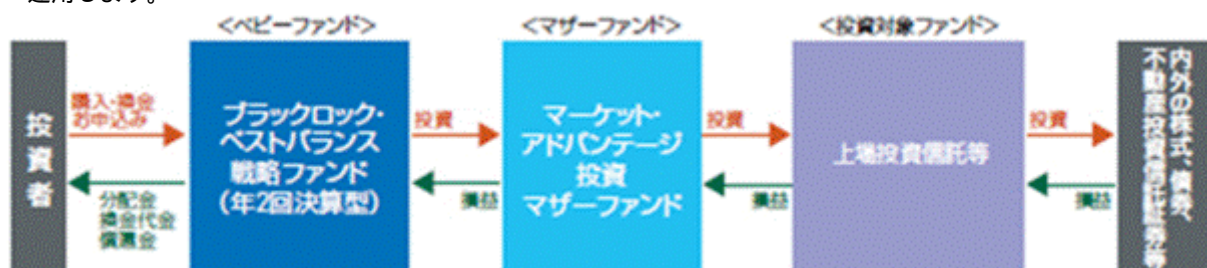 運用します。
<ベビーファンド>
<マザーファンド>
<投資対象ファンド>
投資者
購入・換金
お申込み
分配金
換金代金
償還金
ブラックロック・
ベストバランス
戦略ファンド
(年2回決算型)
投資
損益
マーケット・
アドバンテージ
投資
マザーファンド
投資
損益
上場投資信託等
投資
損益
内外の株式、債券、
不動産投資信託証券等